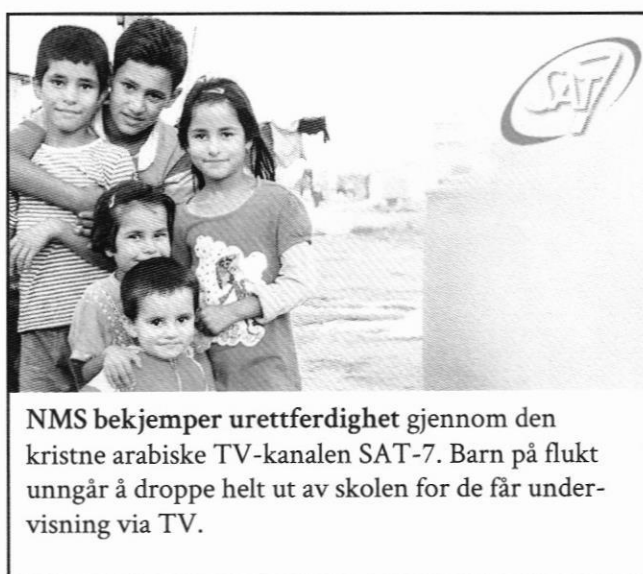 SAT7
NMS bekjemper urettferdighet gjennom den
kristne arabiske TV-kanalen SAT-7. Barn på flukt
unngår å droppe helt ut av skolen for de får under-
visning via TV.